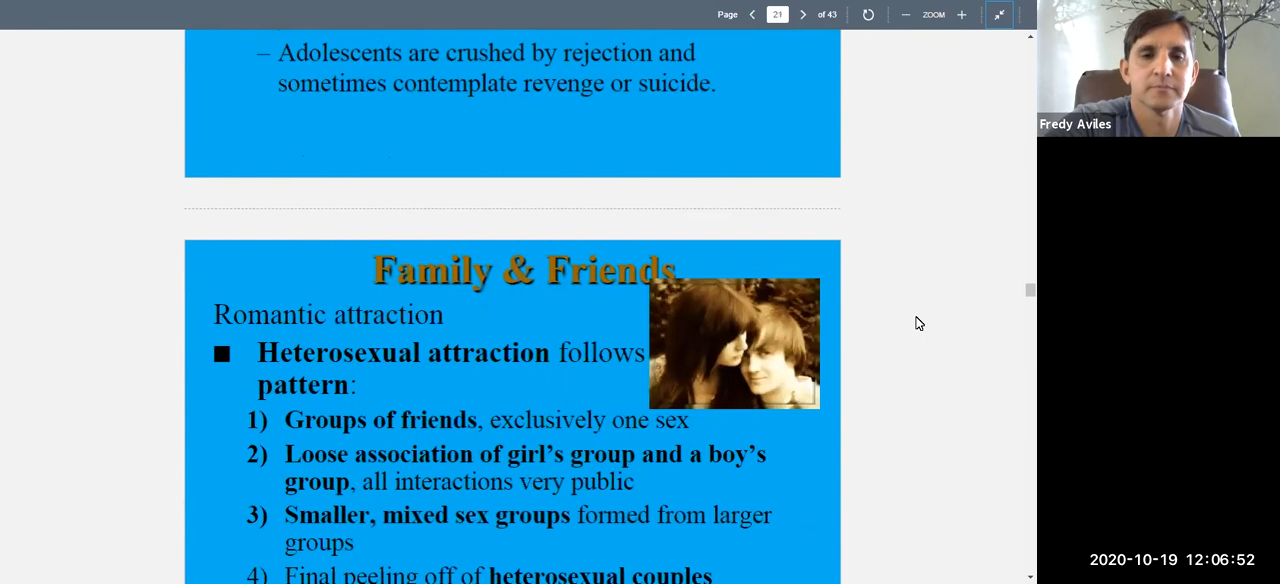 Page 21 of 43 ZOOM
Fredy Aviles
– Adolescents are crushed by rejection and
sometimes contemplate revenge or suicide.
Family & Friends
Romantic attraction
■ Heterosexual attraction follows
pattern:
1) Groups of friends, exclusively one sex
2) Loose association of girl’s group and a boy’s
group, all interactions very public
3) Smaller, mixed sex groups formed from larger
groups
4) Final peeling off of heterosexual couples
2020-10-19 12:06:52